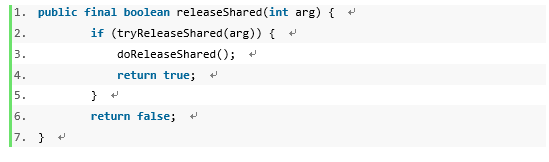 1. public final boolean releaseShared(int arg) { ↵
2. if (tryReleaseShared(arg)) { ↵
3. doReleaseShared(); ↵
4. return true; ↵
5. } ↵
6. return false; ↵
7. } ↵